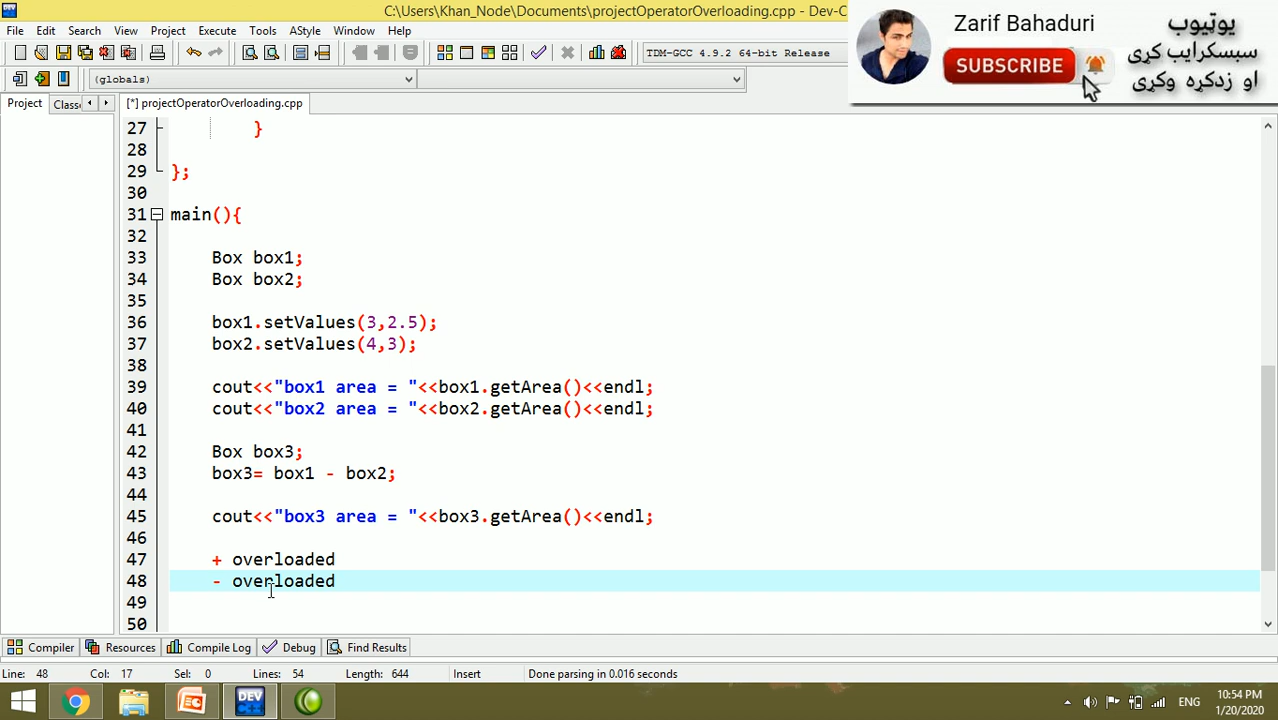 C:\Users\Khan_Node\Documents\projectOperatorOverloading.cpp - Dev-C
File Edit Search View Project Execute Tools AStyle Window Help
TDM-GCC 4.9.2 64-bit Release
(globals)
Project Classe [*] projectOperatorOverloading.cpp
Zarif Bahaduri
SUBSCRIBE
یوټیوب
سبسکرایب کړی
او زدکړه وکړی
27 }
28
29 };
30
31 main(){
32
33 Box box1;
34 Box box2;
35
36 box1.setValues(3,2.5);
37 box2.setValues(4,3);
38
39 cout<<"box1 area = "<<box1.getArea()<<endl;
40 cout<<"box2 area = "<<box2.getArea()<<endl;
41
42 Box box3;
43 box3= box1 - box2;
44
45 cout<<"box3 area = "<<box3.getArea()<<endl;
46
47 + overloaded
48 - overloaded
49
50
Compiler Resources Compile Log Debug Find Results
Line: 48 Col: 17 Sel: 0 Lines: 54 Length: 644 Insert Done parsing in 0.016 seconds
DEV C++
ENG
10:54 PM
1/20/2020